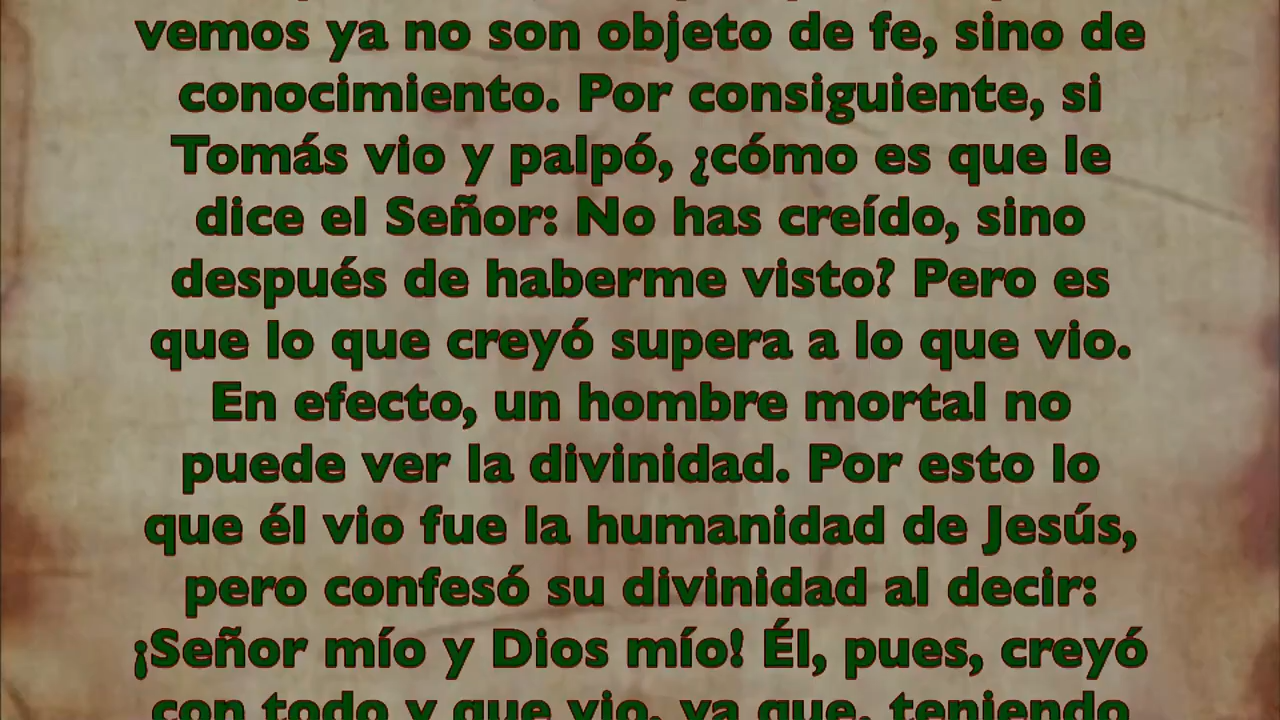 vemos ya no son objeto de fe, sino de
conocimiento. Por consiguiente, si
Tomás vio y palpó, ¿cómo es que le
dice el Señor: No has creído, sino
después de haberme visto? Pero es
que lo que creyó supera a lo que vio.
En efecto, un hombre mortal no
puede ver la divinidad. Por esto lo
que él vio fue la humanidad de Jesús,
pero confesó su divinidad al decir:
¡Señor mío y Dios mío! Él, pues, creyó
con todo y que vio, ya que, teniendo